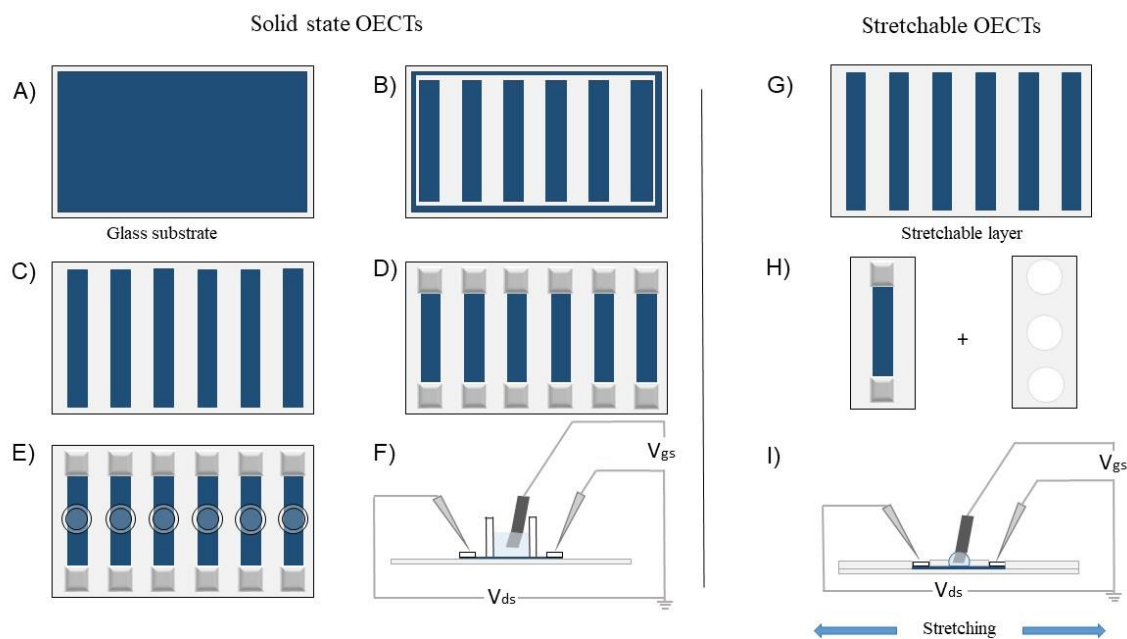 Solid state OECTs
Stretchable OECTs
A)
B)
G)
Glass substrate
Stretchable layer
C)
D)
H)
+
E)
F)
Vgs
Vds
I)
Vgs
Vds
Stretching